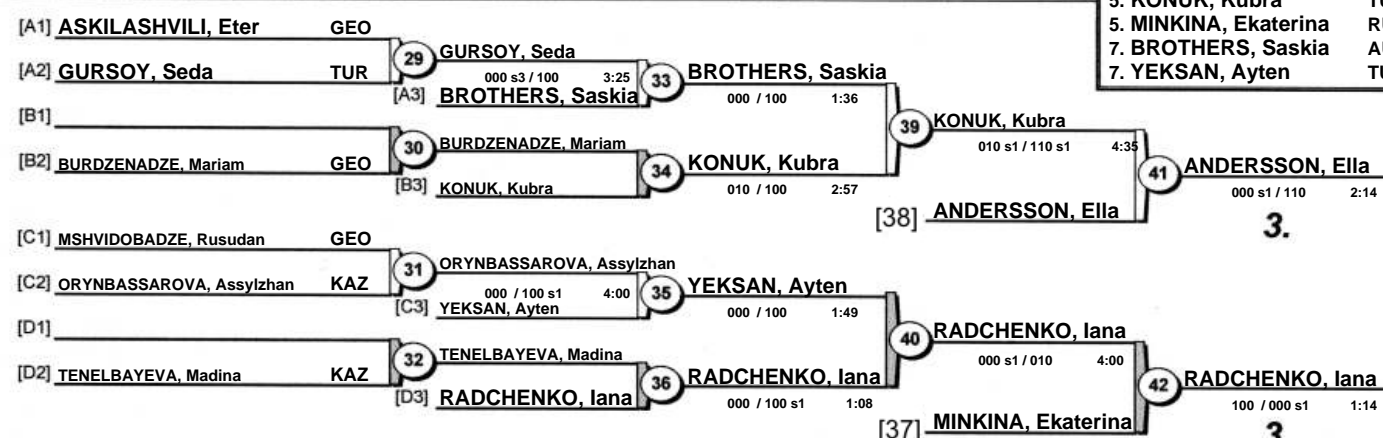 5. KONUK, Kubra
5. MINKINA, Ekaterina
7. BROTHERS, Saskia
7. YEKSAN, Ayten
[A1] ASKILASHVILI, Eter GEO
29
GURSOY, Seda
[A2] GURSOY, Seda TUR
000 s3 / 100 3:25
33
BROTHERS, Saskia
[A3] BROTHERS, Saskia
000 / 100 1:36
[B1]
39
KONUK, Kubra
30
BURDZENADZE, Mariam
010 s1 / 110 s1 4:35
[B2] BURDZENADZE, Mariam GEO
34
KONUK, Kubra
41
ANDERSSON, Ella
[B3] KONUK, Kubra
010 / 100 2:57
000 s1 / 110 2:14
[38] ANDERSSON, Ella
3.
[C1] MSHVIDOBADZE, Rusudan GEO
31
ORYNBASSAROVA, Assylzhan
[C2] ORYNBASSAROVA, Assylzhan KAZ
000 / 100 s1 4:00
35
YEKSAN, Ayten
[C3] YEKSAN, Ayten
000 / 100 1:49
[D1]
40
RADCHENKO, Iana
32
TENELBAYEVA, Madina
000 s1 / 010 4:00
[D2] TENELBAYEVA, Madina KAZ
36
RADCHENKO, Iana
42
RADCHENKO, Iana
[D3] RADCHENKO, Iana
000 / 100 s1 1:08
100 / 000 s1 1:14
[37] MINKINA, Ekaterina
3